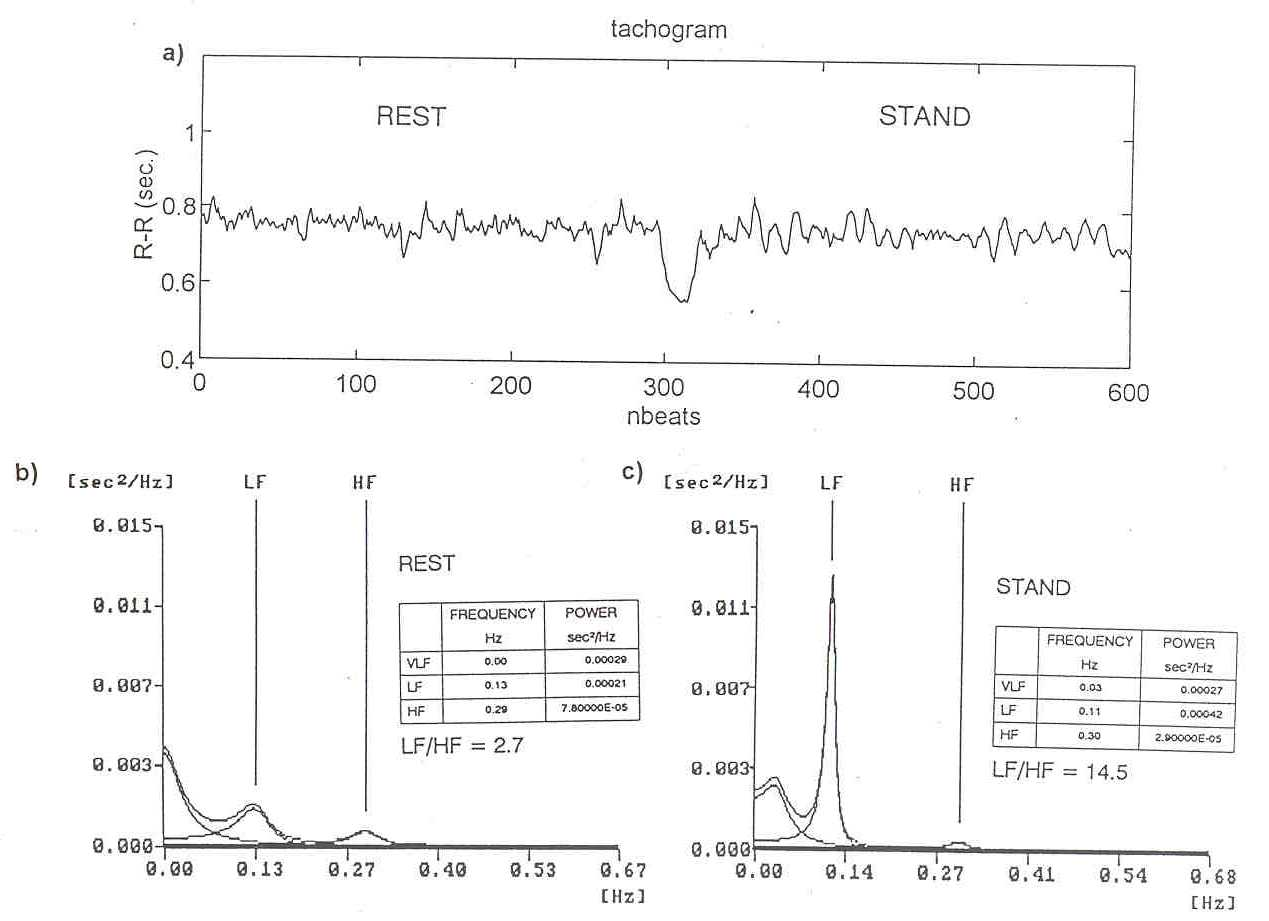 tachogram
a)
REST
STAND
1
0.8
0.6
0.4
R-R (sec.)
0
100
200
300
400
500
600
nbeats
b)
[sec²/Hz]
LF
HF
0.015
0.011
0.007
0.003
0.000
0.00
0.13
0.27
0.40
0.53
0.67
[Hz]
REST
FREQUENCY POWER
Hz sec²/Hz
VLF 0.00 0.00029
LF 0.13 0.00021
HF 0.29 7.80000E-05
LF/HF = 2.7
c)
[sec²/Hz]
LF
HF
0.015
0.011
0.007
0.003
0.000
0.00
0.14
0.27
0.41
0.54
0.68
[Hz]
STAND
FREQUENCY POWER
Hz sec²/Hz
VLF 0.03 0.00027
LF 0.11 0.00042
HF 0.30 2.90000E-05
LF/HF = 14.5